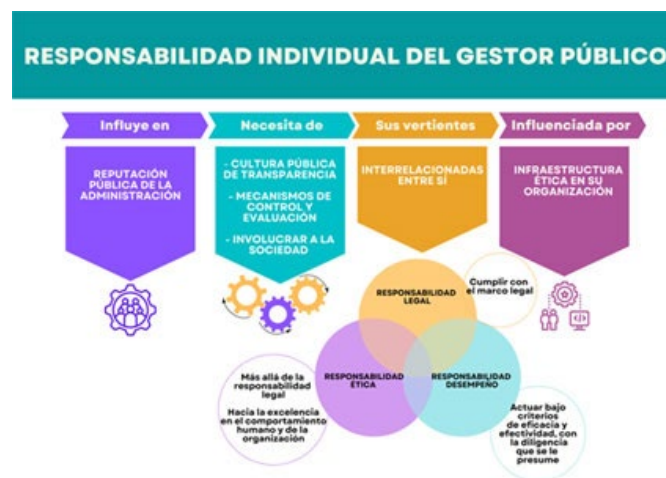 RESPONSABILIDAD INDIVIDUAL DEL GESTOR PÚBLICO
Influye en
Necesita de
Sus vertientes
Influenciada por
REPUTACIÓN
PÚBLICA DE LA
ADMINISTRACIÓN
- CULTURA PÚBLICA
DE TRANSPARENCIA
- MECANISMOS DE
CONTROL Y
EVALUACIÓN
- INVOLUCRAR A LA
SOCIEDAD
INTERRELACIONADAS
ENTRE SÍ
INFRAESTRUCTURA
ÉTICA EN SU
ORGANIZACIÓN
RESPONSABILIDAD
LEGAL
Cumplir con
el marco legal
RESPONSABILIDAD
ÉTICA
RESPONSABILIDAD
DESEMPEÑO
Más allá de la
responsabilidad
legal
Hacia la excelencia
en el comportamiento
humano y de la
organización
Actuar bajo
criterios
de eficacia y
efectividad, con
la diligencia
que se le
presume